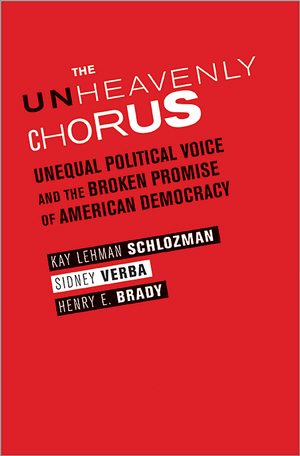 THE
UNHEAVENLY
CHORUS
UNEQUAL POLITICAL VOICE
AND THE BROKEN PROMISE
OF AMERICAN DEMOCRACY
KAY LEHMAN SCHLOZMAN
SIDNEY VERBA
HENRY E. BRADY